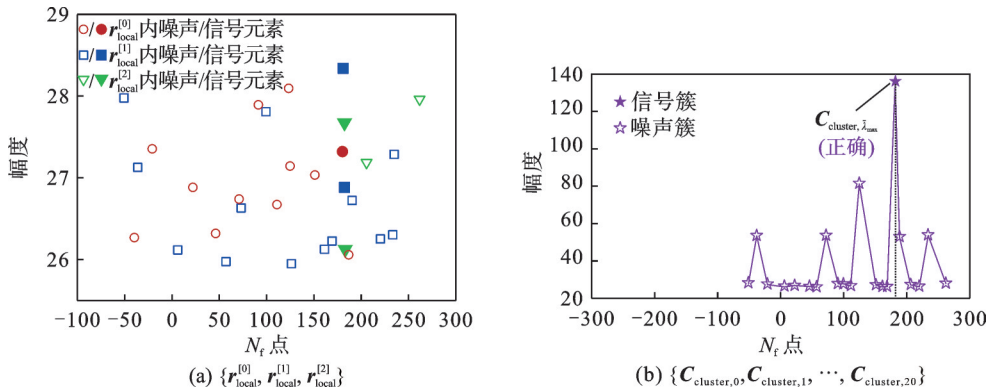 29
28
27
26
幅度
○/● r_local^[0] 内噪声/信号元素
□/■ r_local^[1] 内噪声/信号元素
▽/▼ r_local^[2] 内噪声/信号元素
-100 -50 0 50 100 150 200 250 300
N_f 点
(a) {r_local^[0], r_local^[1], r_local^[2]}
140
120
100
80
60
40
20
幅度
★ 信号簇
☆ 噪声簇
C_cluster, λ̄_max
(正确)
-300 -200 -100 0 100 200 300
N_f 点
(b) {C_cluster,0, C_cluster,1, ⋯, C_cluster,20}